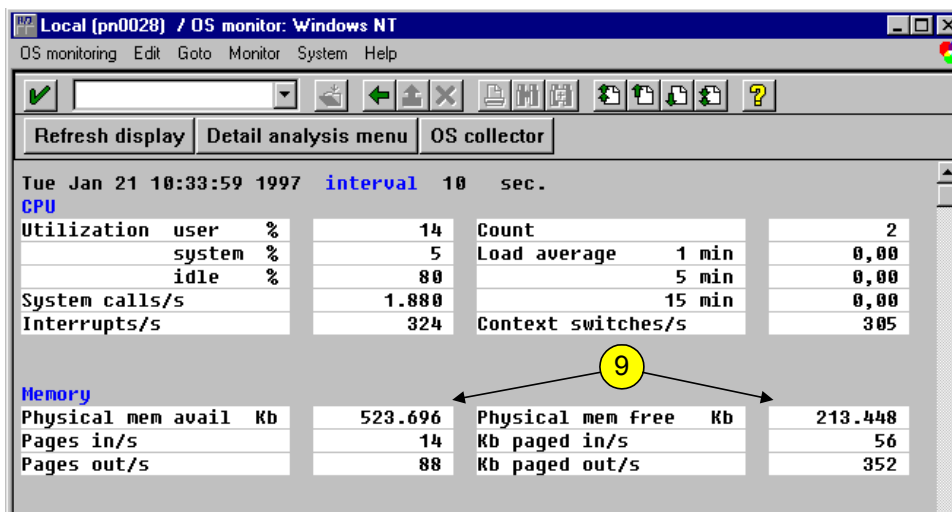 Local (pn0028) / OS monitor: Windows NT
OS monitoring Edit Goto Monitor System Help
Refresh display Detail analysis menu OS collector
Tue Jan 21 10:33:59 1997 interval 10 sec.
CPU
Utilization user % 14 Count 2
system % 5 Load average 1 min 0,00
idle % 80 5 min 0,00
System calls/s 1.880 15 min 0,00
Interrupts/s 324 Context switches/s 305
9
Memory
Physical mem avail Kb 523.696 Physical mem free Kb 213.448
Pages in/s 14 Kb paged in/s 56
Pages out/s 88 Kb paged out/s 352